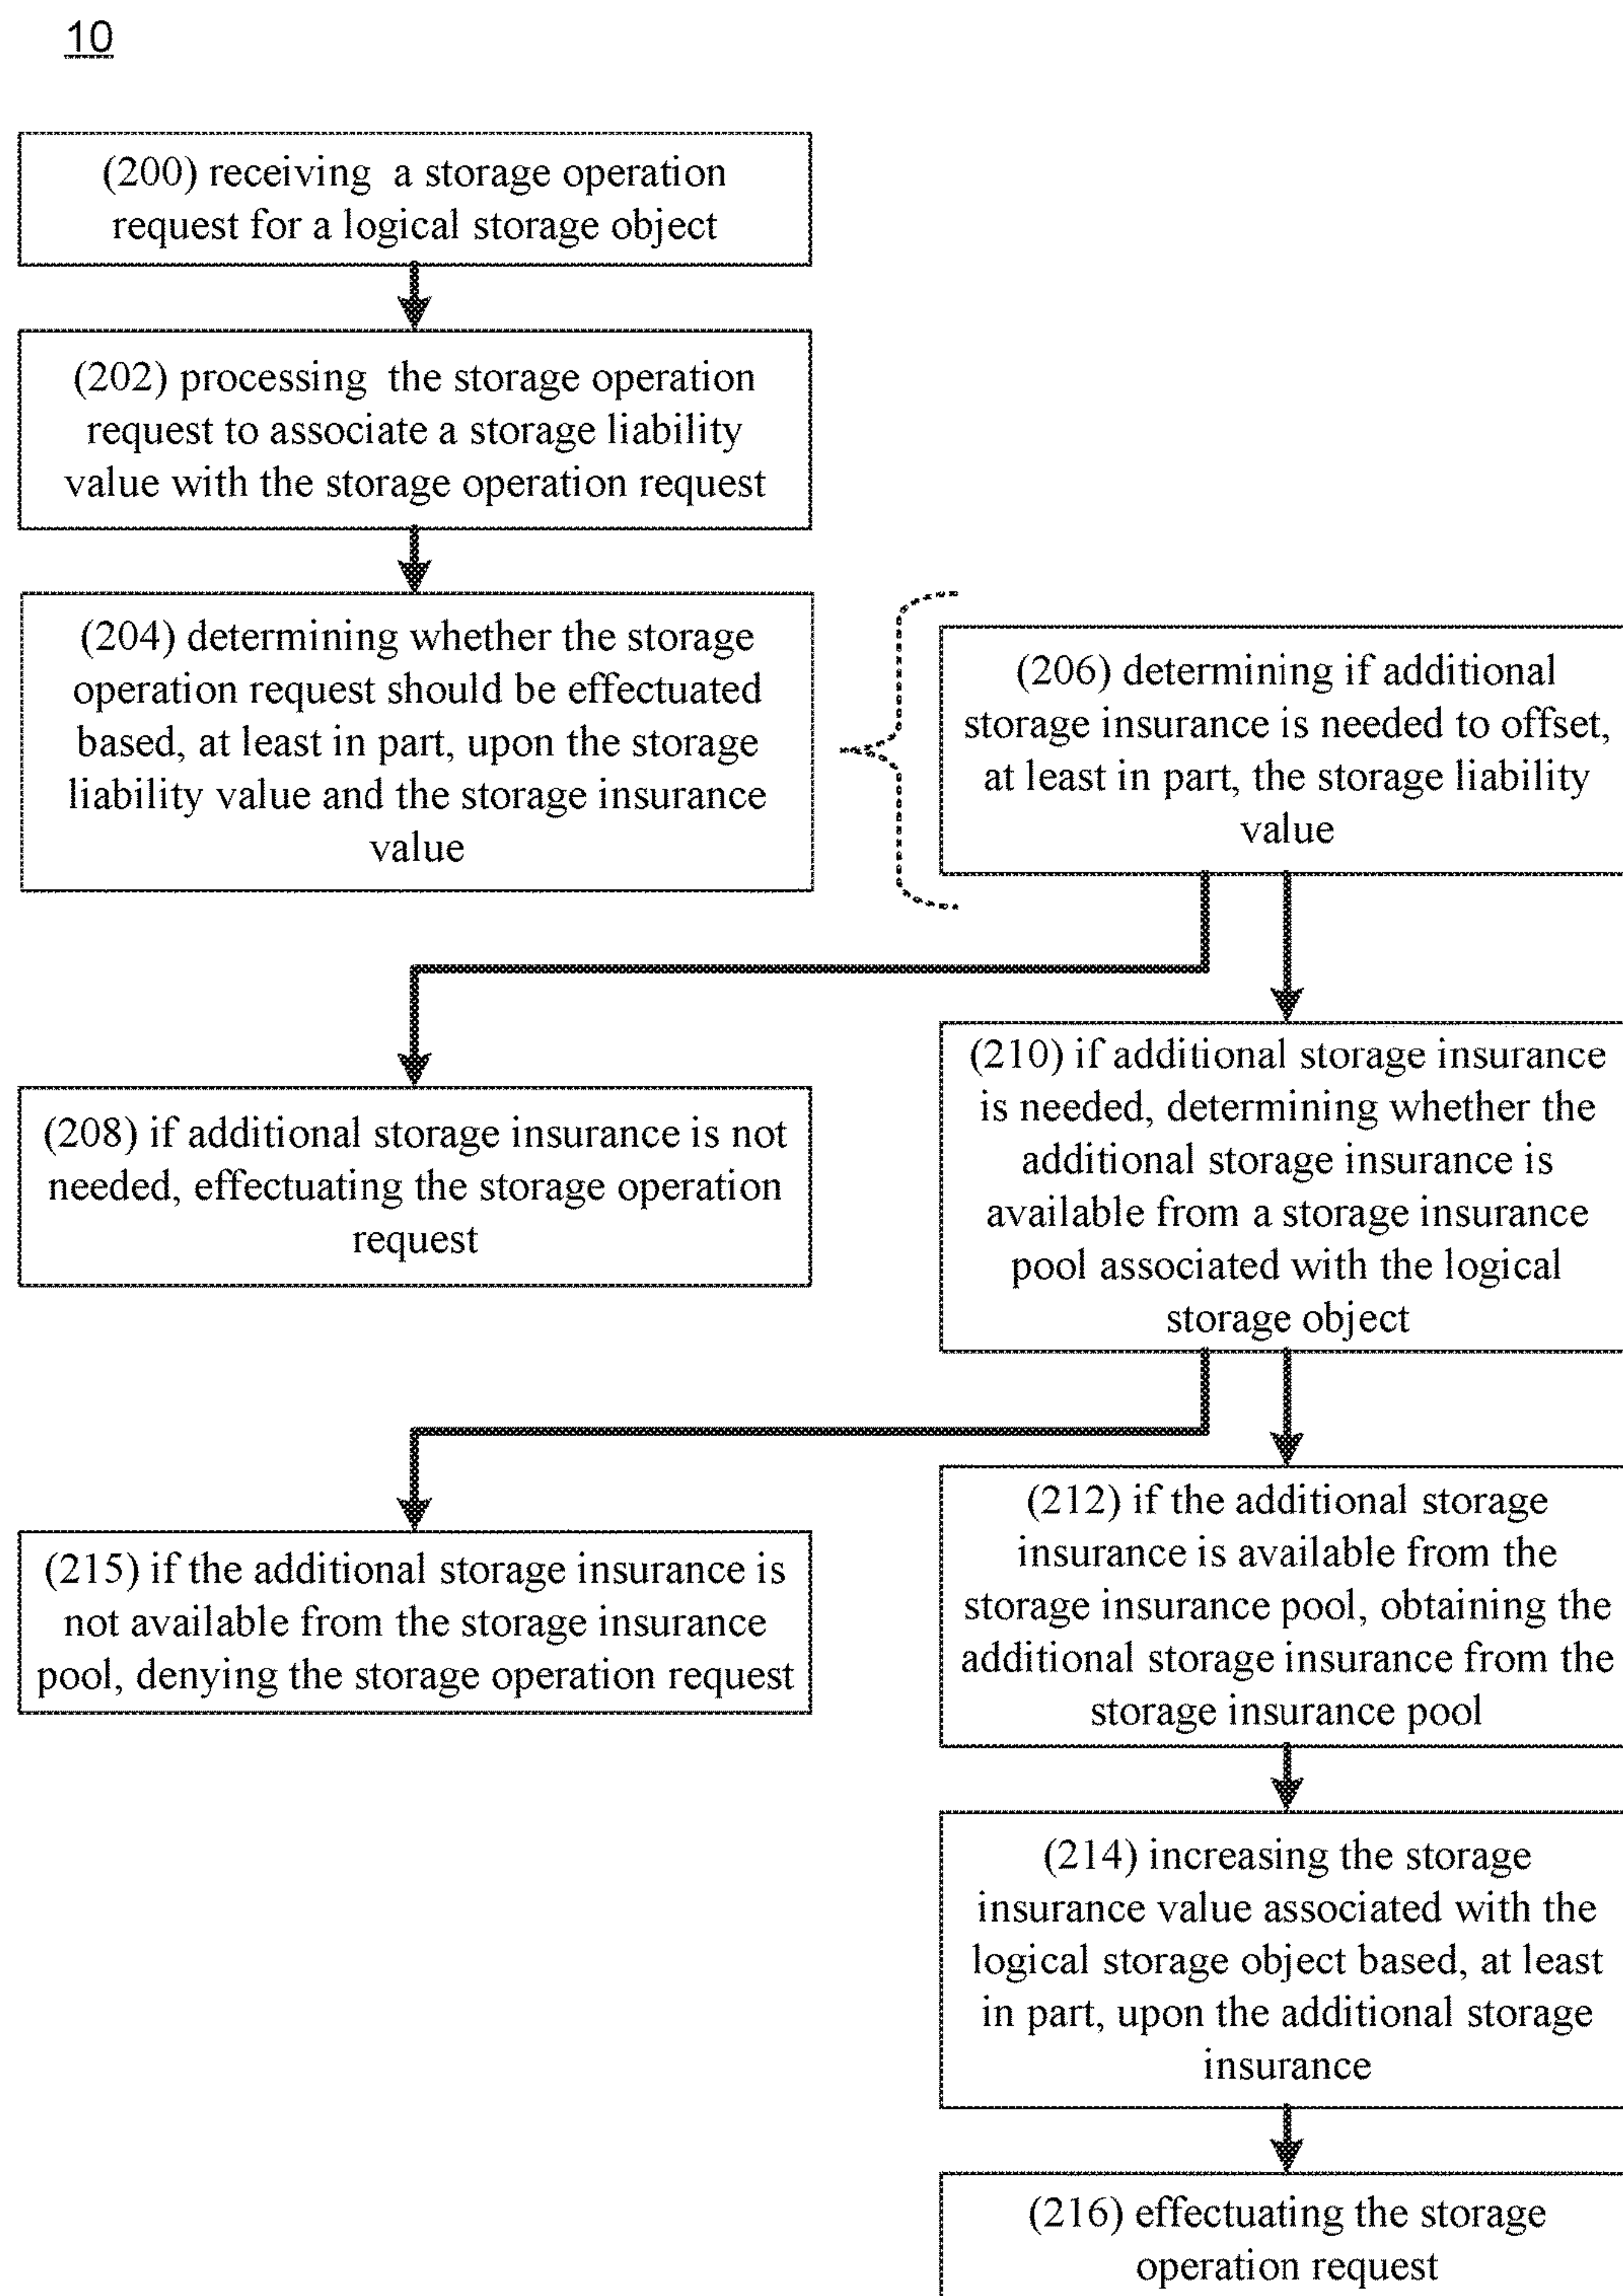 10
(200) receiving a storage operation
request for a logical storage object
(202) processing the storage operation
request to associate a storage liability
value with the storage operation request
(204) determining whether the storage
operation request should be effectuated
based, at least in part, upon the storage
liability value and the storage insurance
value
(206) determining if additional
storage insurance is needed to offset,
at least in part, the storage liability
value
(208) if additional storage insurance is not
needed, effectuating the storage operation
request
(210) if additional storage insurance
is needed, determining whether the
additional storage insurance is
available from a storage insurance
pool associated with the logical
storage object
(215) if the additional storage insurance is
not available from the storage insurance
pool, denying the storage operation request
(212) if the additional storage
insurance is available from the
storage insurance pool, obtaining the
additional storage insurance from the
storage insurance pool
(214) increasing the storage
insurance value associated with the
logical storage object based, at least
in part, upon the additional storage
insurance
(216) effectuating the storage
operation request